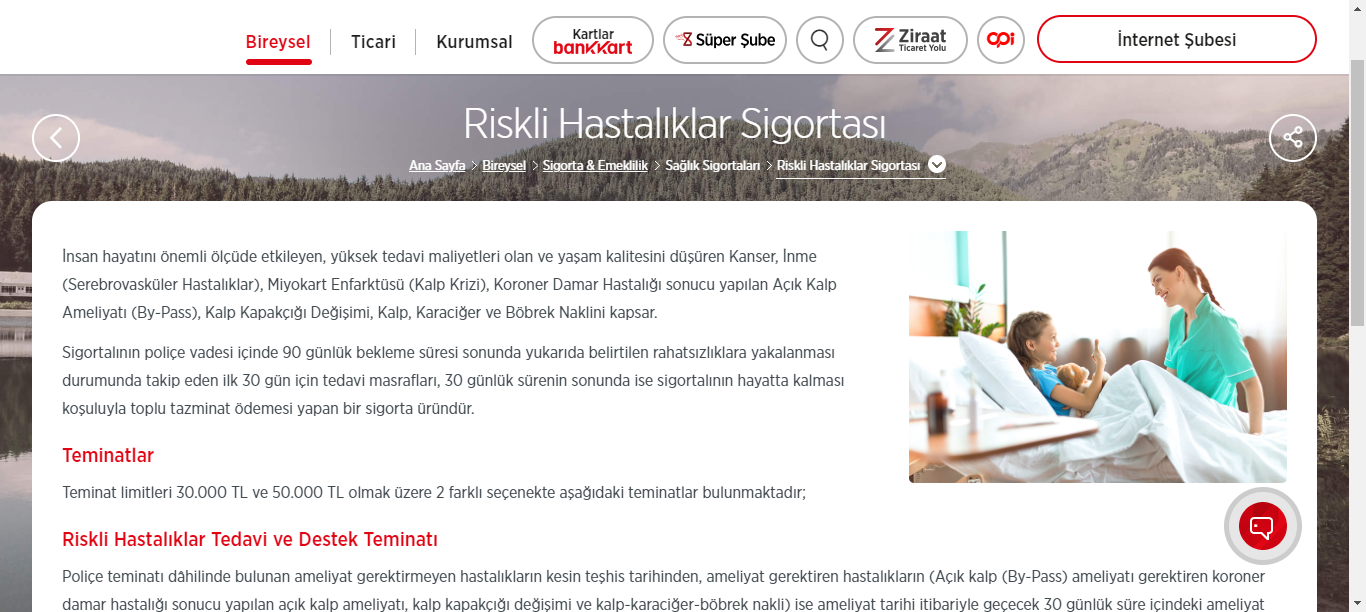 Bireysel
Ticari
Kurumsal
Kartlar
bankkart
Süper Şube
Ziraat
Ticaret Yolu
opi
İnternet Şubesi
Riskli Hastalıklar Sigortası
Ana Sayfa > Bireysel > Sigorta & Emeklilik > Sağlık Sigortaları > Riskli Hastalıklar Sigortası
İnsan hayatını önemli ölçüde etkileyen, yüksek tedavi maliyetleri olan ve yaşam kalitesini düşüren Kanser, İnme
(Serebrovasküler Hastalıklar), Miyokart Enfarktüsü (Kalp Krizi), Koroner Damar Hastalığı sonucu yapılan Açık Kalp
Ameliyatı (By-Pass), Kalp Kapakçığı Değişimi, Kalp, Karaciğer ve Böbrek Naklini kapsar.
Sigortalının poliçe vadesi içinde 90 günlük bekleme süresi sonunda yukarıda belirtilen rahatsızlıklara yakalanması
durumunda takip eden ilk 30 gün için tedavi masrafları, 30 günlük sürenin sonunda ise sigortalının hayatta kalması
koşuluyla toplu tazminat ödemesi yapan bir sigorta üründür.
Teminatlar
Teminat limitleri 30.000 TL ve 50.000 TL olmak üzere 2 farklı seçenekte aşağıdaki teminatlar bulunmaktadır;
Riskli Hastalıklar Tedavi ve Destek Teminatı
Poliçe teminatı dâhilinde bulunan ameliyat gerektirmeyen hastalıkların kesin teşhis tarihinden, ameliyat gerektiren hastalıkların (Açık kalp (By-Pass) ameliyatı gerektiren koroner
damar hastalığı sonucu yapılan açık kalp ameliyatı, kalp kapakçığı değişimi ve kalp-karaciğer-böbrek nakli) ise ameliyat tarihi itibariyle geçecek 30 günlük süre içindeki ameliyat